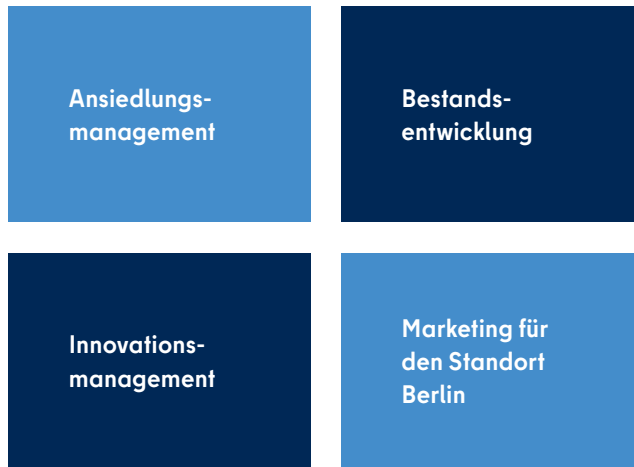 Ansiedlungs-
management
Bestands-
entwicklung
Innovations-
management
Marketing für
den Standort
Berlin